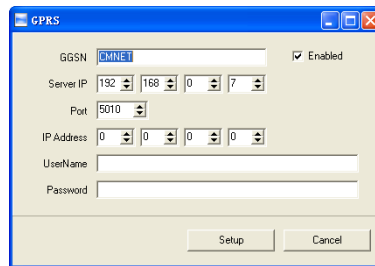 GPRS
GGSN CMNET Enabled
Server IP 192 168 0 7
Port 5010
IP Address 0 0 0 0
UserName
Password
Setup Cancel